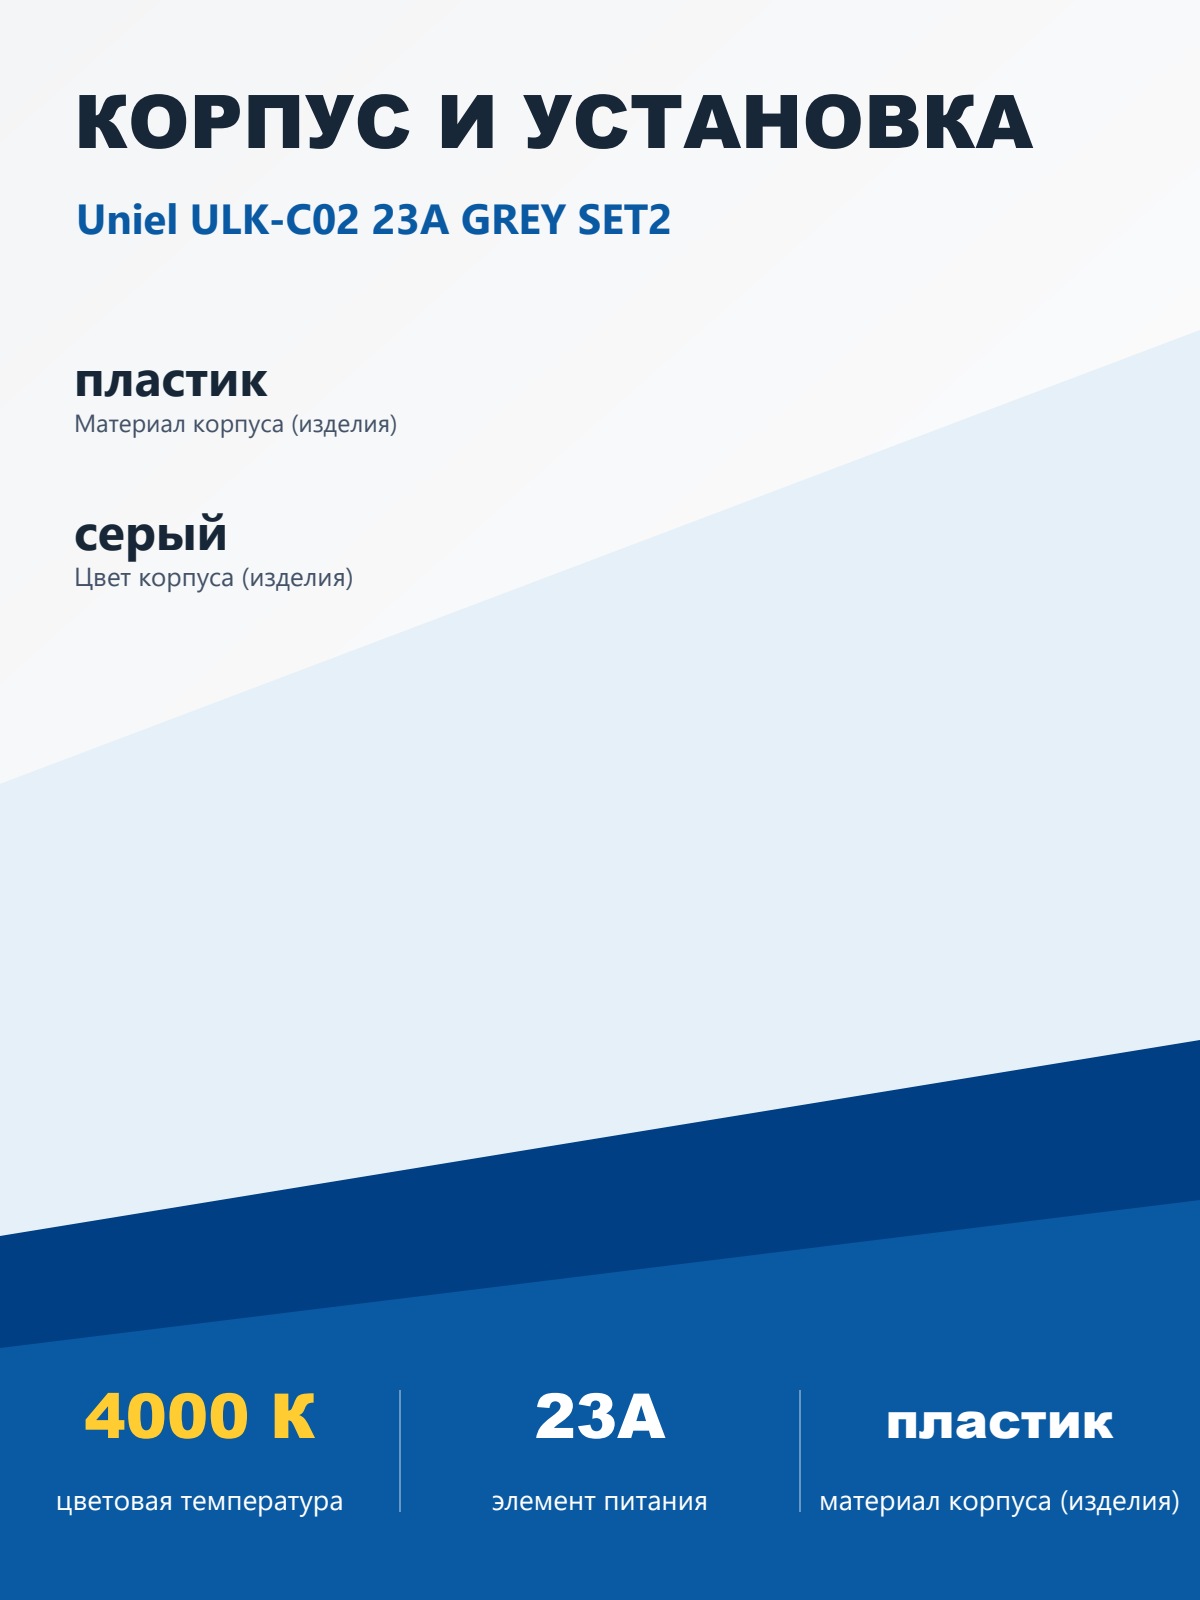 КОРПУС И УСТАНОВКА
Uniel ULK-C02 23A GREY SET2
пластик
Материал корпуса (изделия)
серый
Цвет корпуса (изделия)
4000 К
цветовая температура
23A
элемент питания
пластик
материал корпуса (изделия)